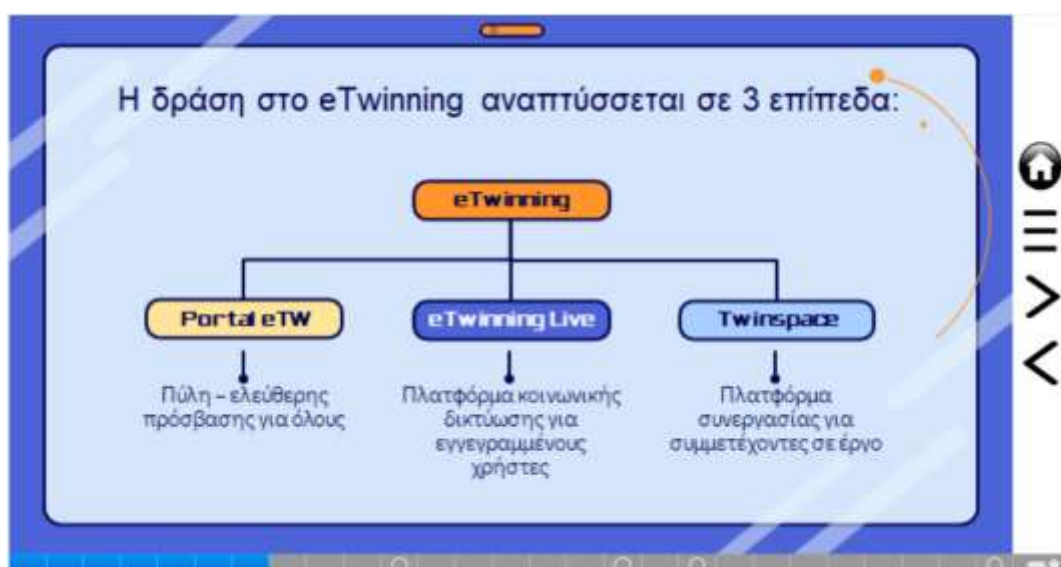 Η δράση στο eTwinning αναπτύσσεται σε 3 επίπεδα:
eTwinning
Portal eTW
eTwinning Live
Twinspace
Πύλη – ελεύθερης
πρόσβασης για όλους
Πλατφόρμα κοινωνικής
δικτύωσης για
εγγεγραμμένους
χρήστες
Πλατφόρμα
συνεργασίας για
συμμετέχοντες σε έργο